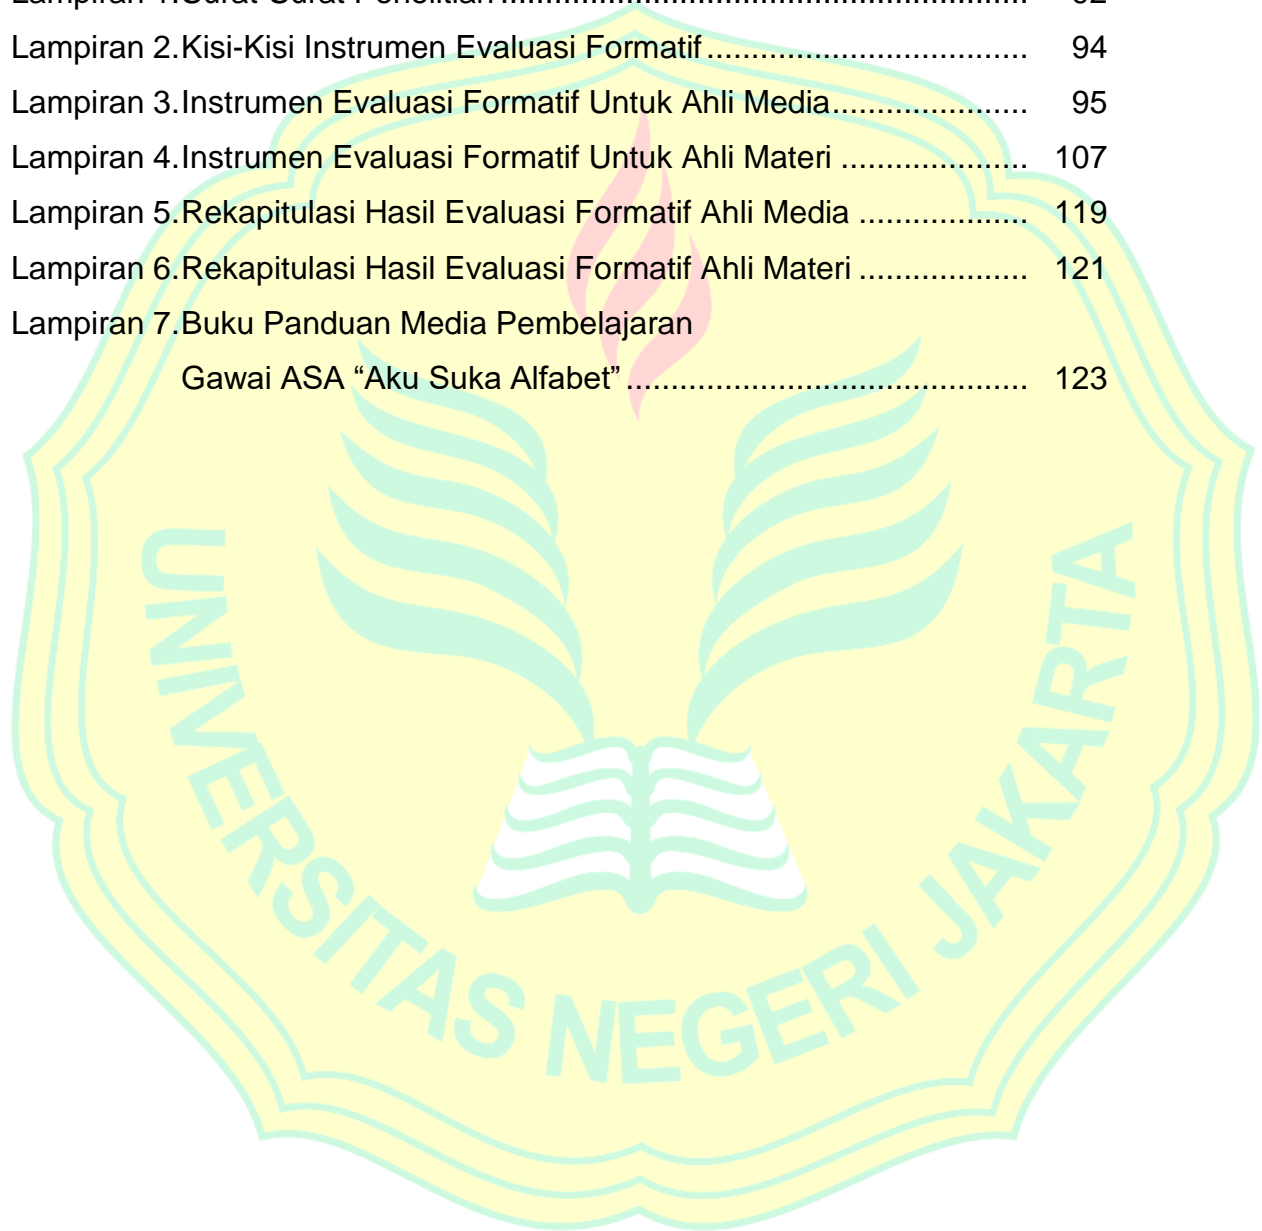 Lampiran 2.Kisi-Kisi Instrumen Evaluasi Formatif .................................... 94
Lampiran 3.Instrumen Evaluasi Formatif Untuk Ahli Media...................... 95
Lampiran 4.Instrumen Evaluasi Formatif Untuk Ahli Materi ..................... 107
Lampiran 5.Rekapitulasi Hasil Evaluasi Formatif Ahli Media ................... 119
Lampiran 6.Rekapitulasi Hasil Evaluasi Formatif Ahli Materi ................... 121
Lampiran 7.Buku Panduan Media Pembelajaran
Gawai ASA “Aku Suka Alfabet” ............................................. 123
UNIVERSITAS NEGERI JAKARTA